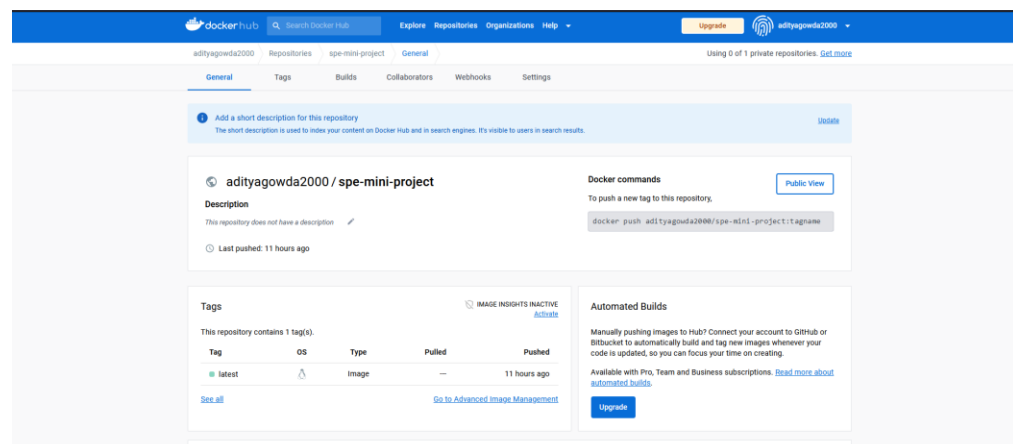 dockerhub Search Docker Hub Explore Repositories Organizations Help Upgrade adityagowda2000
adityagowda2000 Repositories spe-mini-project General Using 0 of 1 private repositories. Get more
General Tags Builds Collaborators Webhooks Settings
Add a short description for this repository
The short description is used to index your content on Docker Hub and in search engines. It's visible to users in search results.
Update
adityagowda2000 / spe-mini-project
Description
This repository does not have a description
Last pushed: 11 hours ago
Docker commands
Public View
To push a new tag to this repository,
docker push adityagowda2000/spe-mini-project:tagname
Tags
IMAGE INSIGHTS INACTIVE
Activate
This repository contains 1 tag(s).
Tag OS Type Pulled Pushed
latest Image --- 11 hours ago
See all Go to Advanced Image Management
Automated Builds
Manually pushing images to Hub? Connect your account to GitHub or
Bitbucket to automatically build and tag new images whenever your
code is updated, so you can focus your time on creating.
Available with Pro, Team and Business subscriptions. Read more about
automated builds.
Upgrade